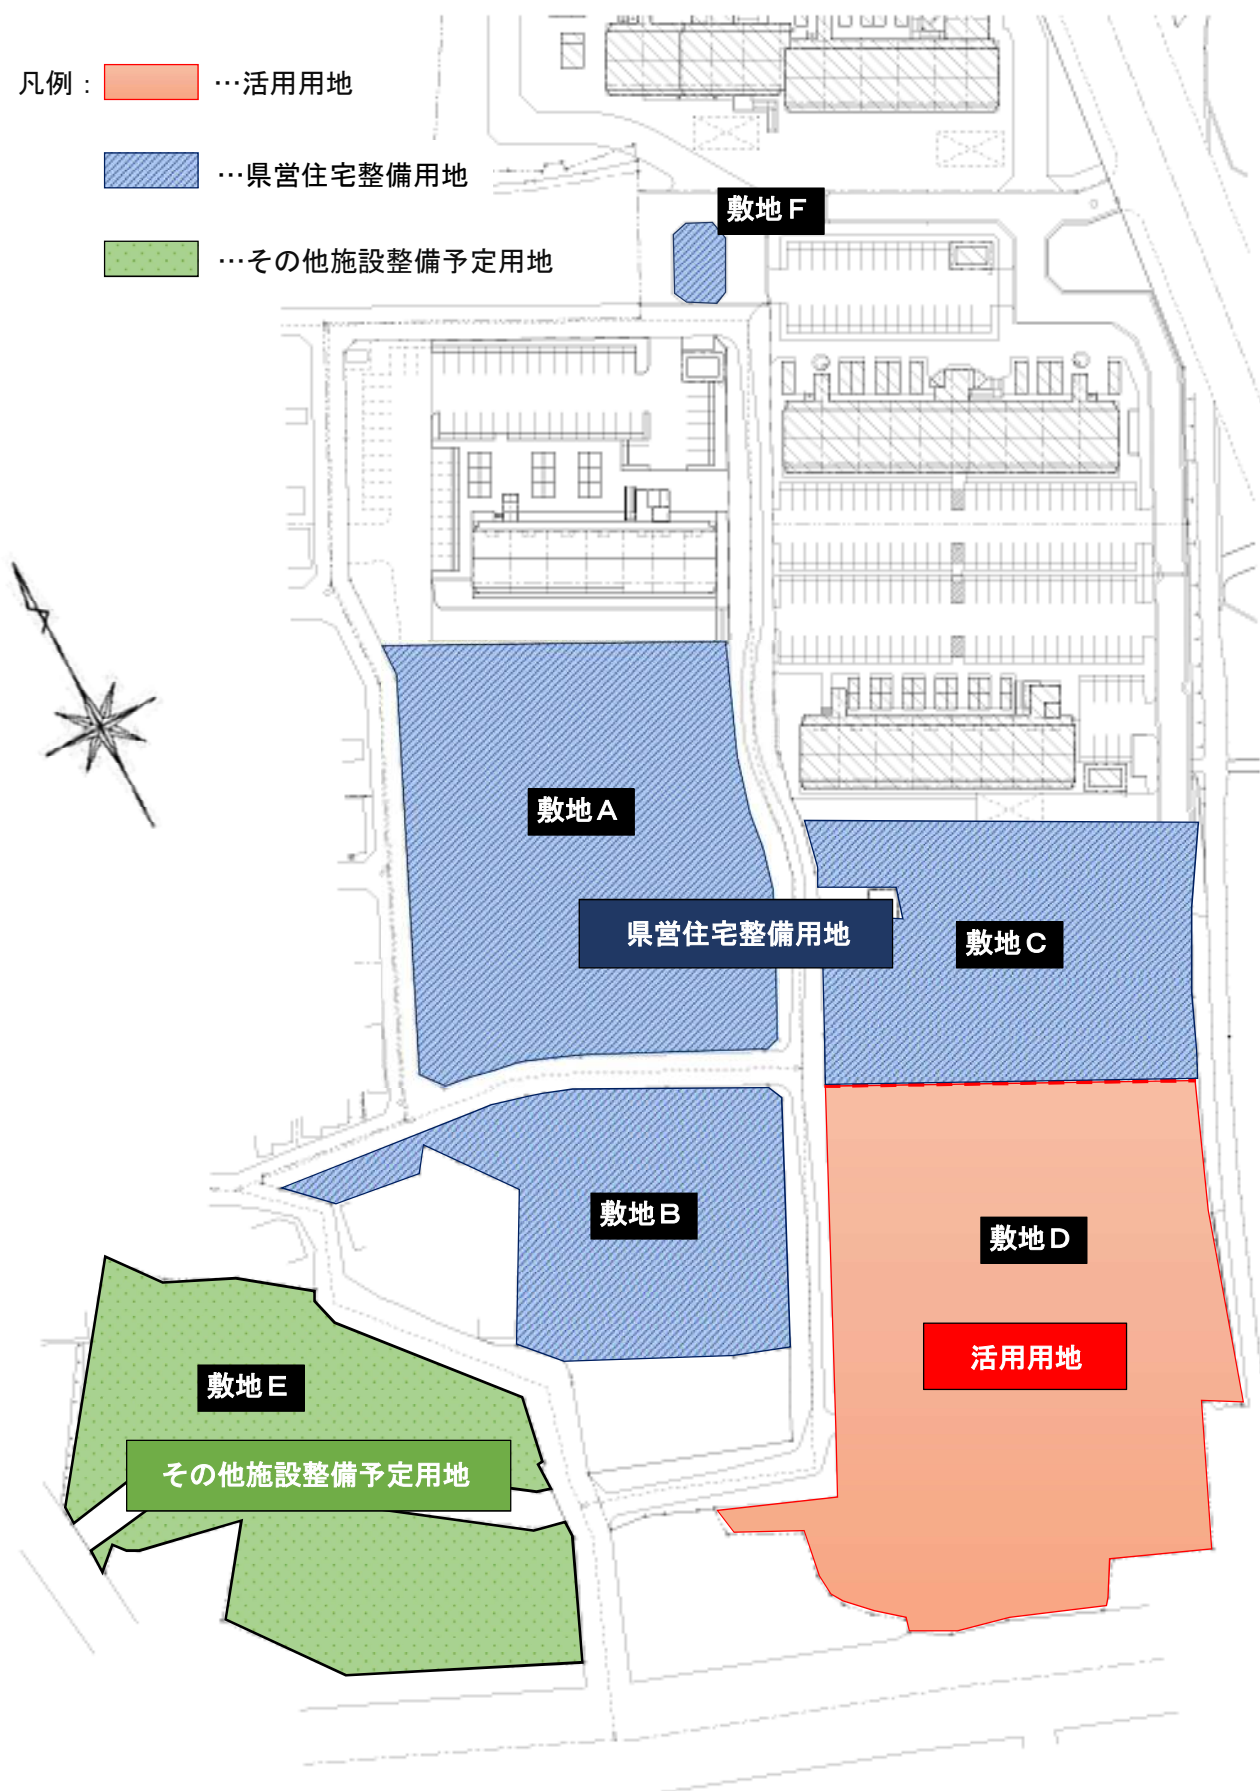 凡例：
…活用用地
…県営住宅整備用地
…その他施設整備予定用地
敷地Ｆ
敷地Ａ
県営住宅整備用地
敷地Ｃ
敷地Ｂ
敷地Ｄ
活用用地
敷地Ｅ
その他施設整備予定用地